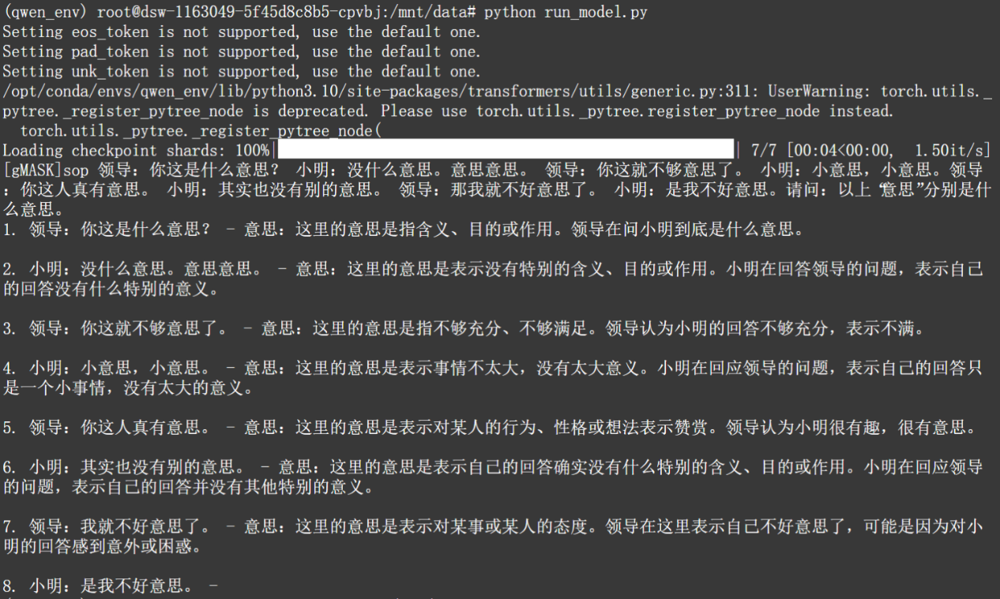 (qwen_env) root@dsw-1163049-5f45d8c8b5-cpvbj:/mnt/data# python run_model.py
Setting eos_token is not supported, use the default one.
Setting pad_token is not supported, use the default one.
Setting unk_token is not supported, use the default one.
/opt/conda/envs/qwen_env/lib/python3.10/site-packages/transformers/utils/generic.py:311: UserWarning: torch.utils._
pytree._register_pytree_node is deprecated. Please use torch.utils._pytree.register_pytree_node instead.
  torch.utils._pytree._register_pytree_node(
Loading checkpoint shards: 100%|                | 7/7 [00:04<00:00,  1.50it/s]
[gMASK]sop 领导：你这是什么意思？ 小明：没什么意思。意思意思。 领导：你这就不够意思了。 小明：小意思，小意思。领导
：你这人真有意思。 小明：其实也没有别的意思。 领导：那我就不好意思了。 小明：是我不好意思。请问：以上“意思”分别是什
么意思。
1. 领导：你这是什么意思？ - 意思：这里的意思是指含义、目的或作用。领导在问小明到底是什么意思。
2. 小明：没什么意思。意思意思。 - 意思：这里的意思是表示没有特别的含义、目的或作用。小明在回答领导的问题，表示自己
的回答没有什么特别的意义。
3. 领导：你这就不够意思了。 - 意思：这里的意思是指不够充分、不够满足。领导认为小明的回答不够充分，表示不满。
4. 小明：小意思，小意思。 - 意思：这里的意思是表示事情不太大，没有太大意义。小明在回应领导的问题，表示自己的回答只
是一个小事情，没有太大的意义。
5. 领导：你这人真有意思。 - 意思：这里的意思是表示对某人的行为、性格或想法表示赞赏。领导认为小明很有趣，很有意思。
6. 小明：其实也没有别的意思。 - 意思：这里的意思是表示自己的回答确实没有什么特别的含义、目的或作用。小明在回应领导
的问题，表示自己的回答并没有其他特别的意义。
7. 领导：我就不好意思了。 - 意思：这里的意思是表示对某事或某人的态度。领导在这里表示自己不好意思了，可能是因为对小
明的回答感到意外或困惑。
8. 小明：是我不好意思。 -